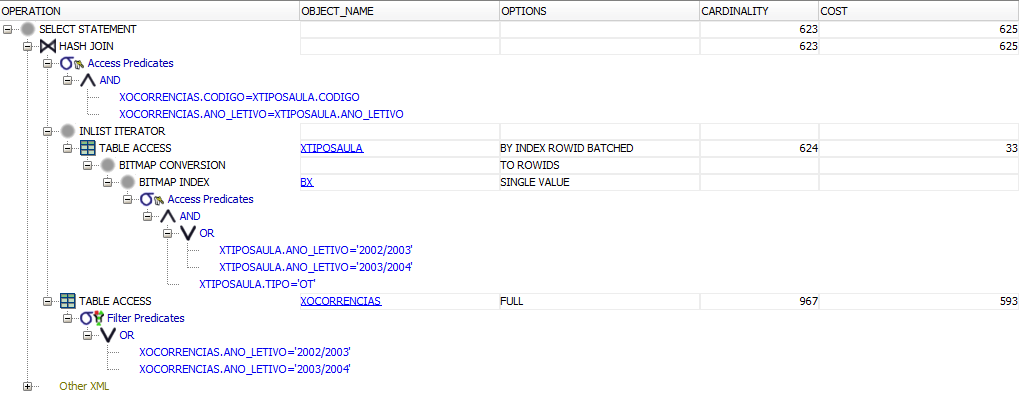 OPERATION OBJECT_NAME OPTIONS CARDINALITY COST
SELECT STATEMENT 623 625
HASH JOIN 623 625
Access Predicates
AND
XOCORRENCIAS.CODIGO=XTIPOSAULA.CODIGO
XOCORRENCIAS.ANO_LETIVO=XTIPOSAULA.ANO_LETIVO
INLIST ITERATOR
TABLE ACCESS XTIPOSAULA BY INDEX ROWID BATCHED 624 33
BITMAP CONVERSION TO ROWIDS
BITMAP INDEX BX SINGLE VALUE
Access Predicates
AND
OR
XTIPOSAULA.ANO_LETIVO='2002/2003'
XTIPOSAULA.ANO_LETIVO='2003/2004'
XTIPOSAULA.TIPO='OT'
TABLE ACCESS XOCORRENCIAS FULL 967 593
Filter Predicates
OR
XOCORRENCIAS.ANO_LETIVO='2002/2003'
XOCORRENCIAS.ANO_LETIVO='2003/2004'
Other XML